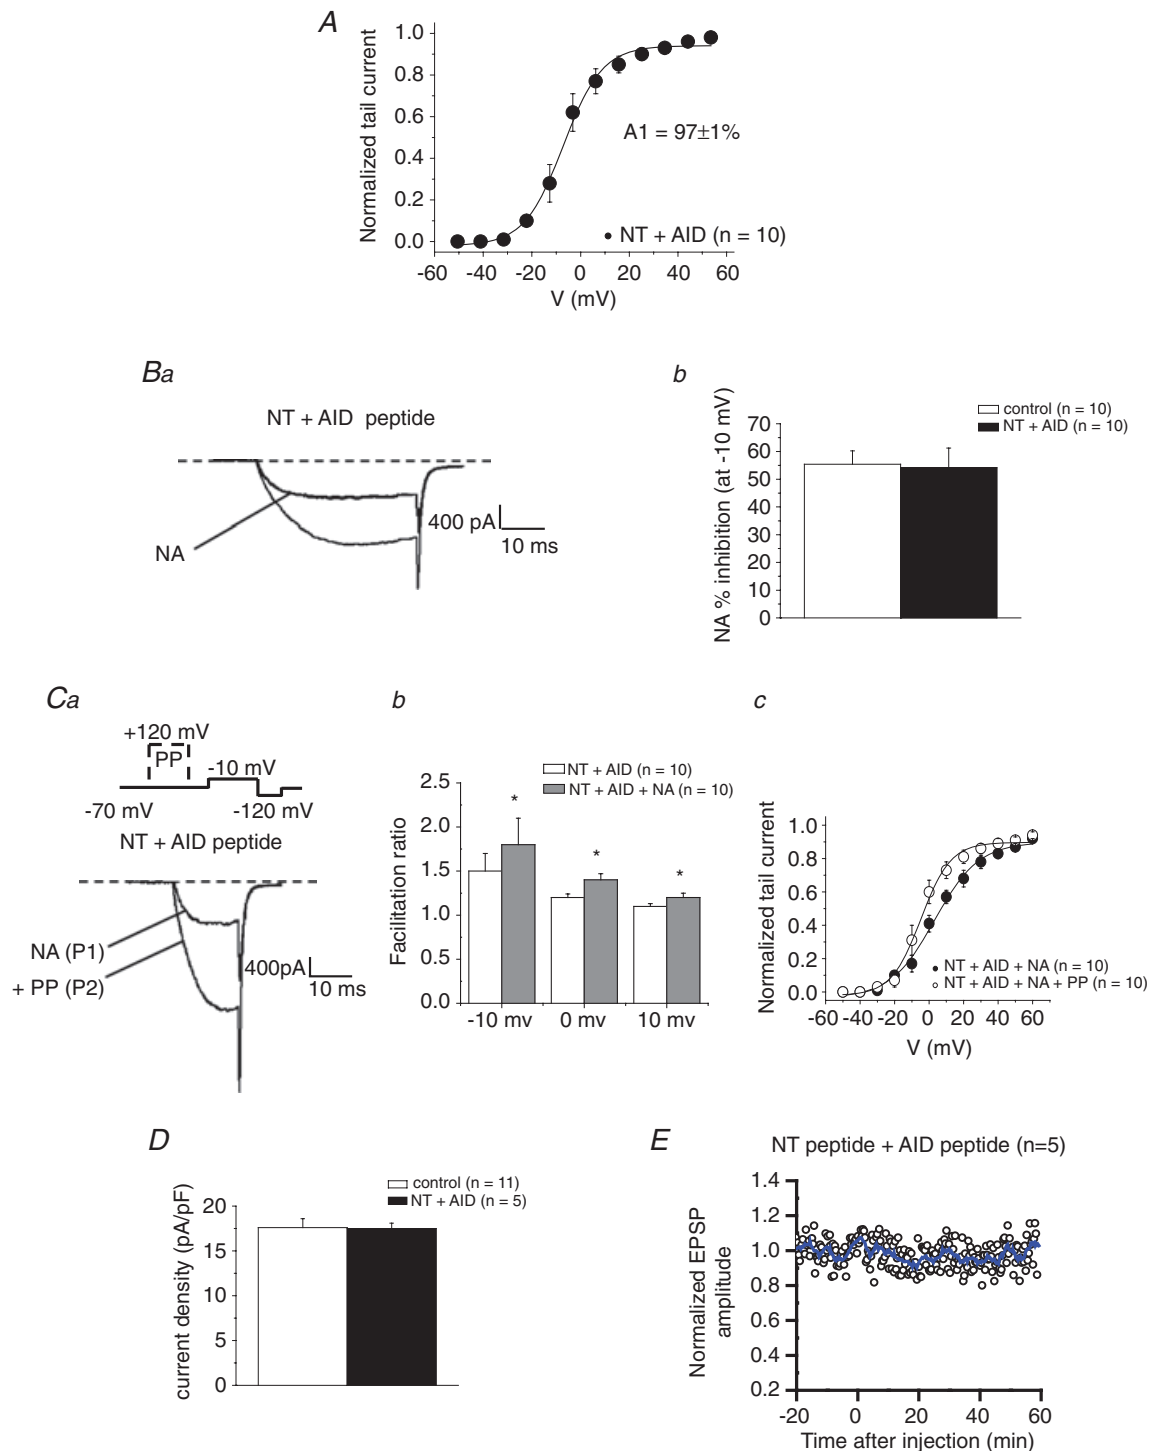 A
Normalized tail current
1.0
0.8
0.6
0.4
0.2
0.0
A1 = 97±1%
NT + AID (n = 10)
-60 -40 -20 0 20 40 60
V (mV)
Ba
NT + AID peptide
NA
400 pA
10 ms
b
NA % inhibition (at -10 mV)
70
60
50
40
30
20
10
0
control (n = 10)
NT + AID (n = 10)
Ca
+120 mV
PP
-10 mV
-70 mV
-120 mV
NT + AID peptide
NA (P1)
+ PP (P2)
400pA
10 ms
b
Facilitation ratio
2.5
2.0
1.5
1.0
0.5
0.0
NT + AID (n = 10)
NT + AID + NA (n = 10)
*
*
*
-10 mv 0 mv 10 mv
c
Normalized tail current
1.0
0.8
0.6
0.4
0.2
0.0
NT + AID + NA (n = 10)
NT + AID + NA + PP (n = 10)
-60 -40 -20 0 20 40 60
V (mV)
D
current density (pA/pF)
20
15
10
5
0
control (n = 11)
NT + AID (n = 5)
E
NT peptide + AID peptide (n=5)
Normalized EPSP
amplitude
1.4
1.2
1.0
0.8
0.6
0.4
0.2
-20 0 20 40 60
Time after injection (min)